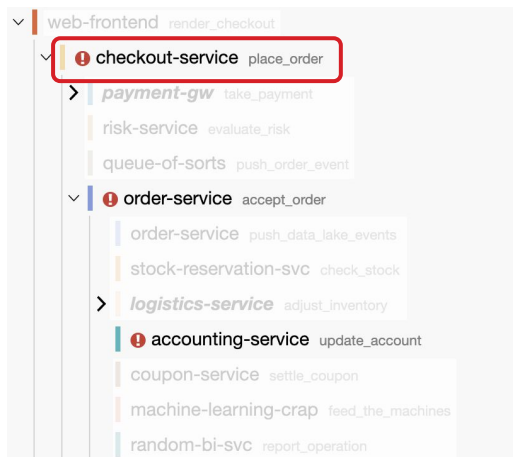 web-frontend render_checkout
checkout-service place_order
payment-gw take_payment
risk-service evaluate_risk
queue-of-sorts push_order_event
order-service accept_order
order-service push_data_lake_events
stock-reservation-svc check_stock
logistics-service adjust_inventory
accounting-service update_account
coupon-service settle_coupon
machine-learning-crap feed_the_machines
random-bi-svc report_operation